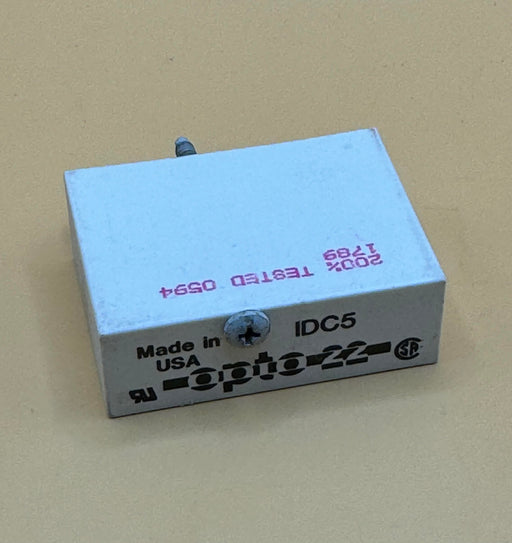 200% TESTED 0594
1789
Made in
USA
IDC5
opto 22